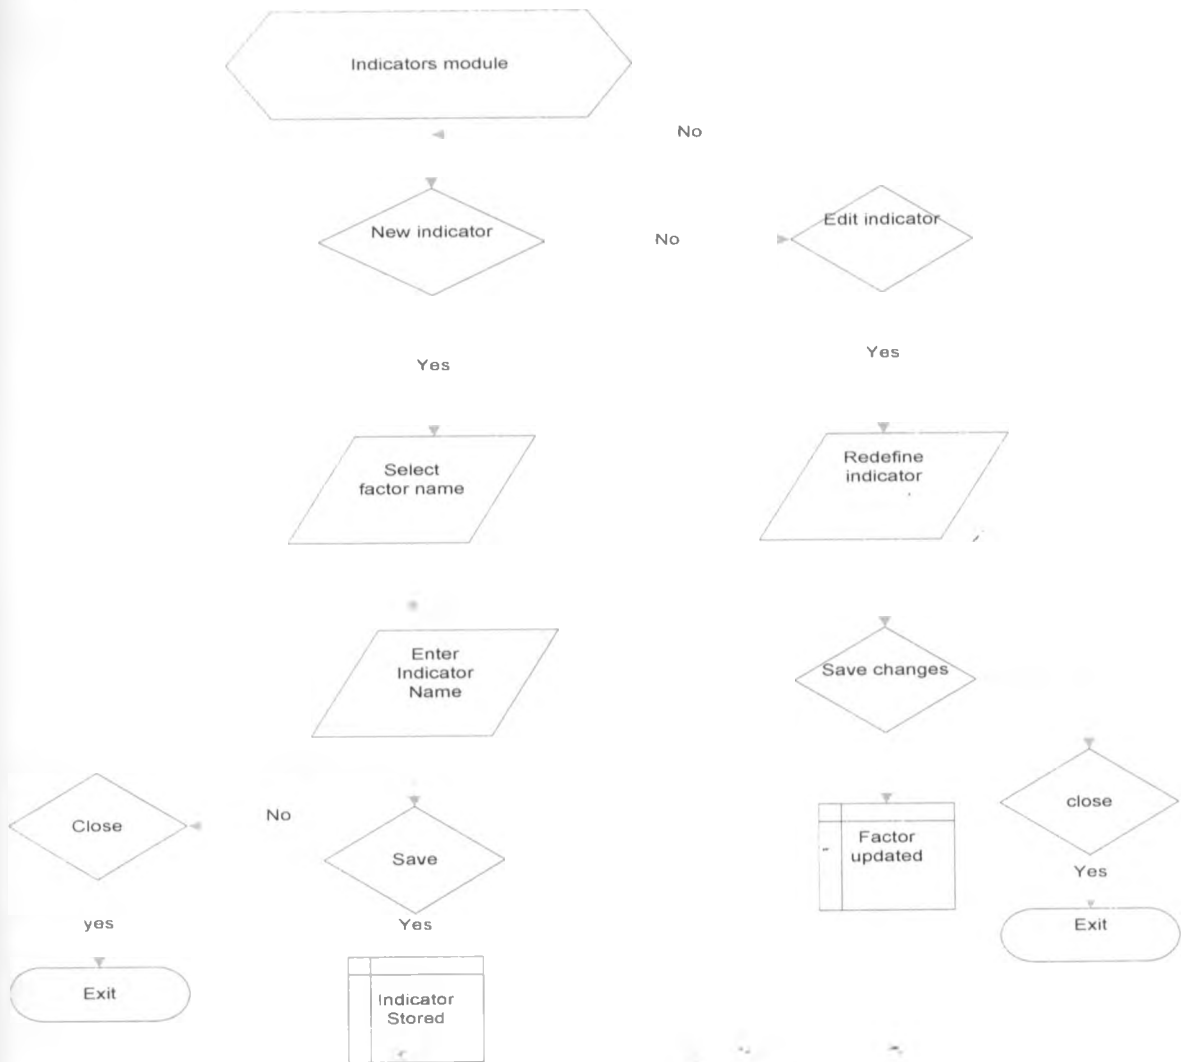 Indicators module
No
New indicator
No
Edit indicator
Yes
Yes
Select
factor name
Redefine
indicator
Enter
Indicator
Name
Save changes
Close
No
Save
Factor
updated
close
Yes
yes
Yes
Exit
Exit
Indicator
Stored